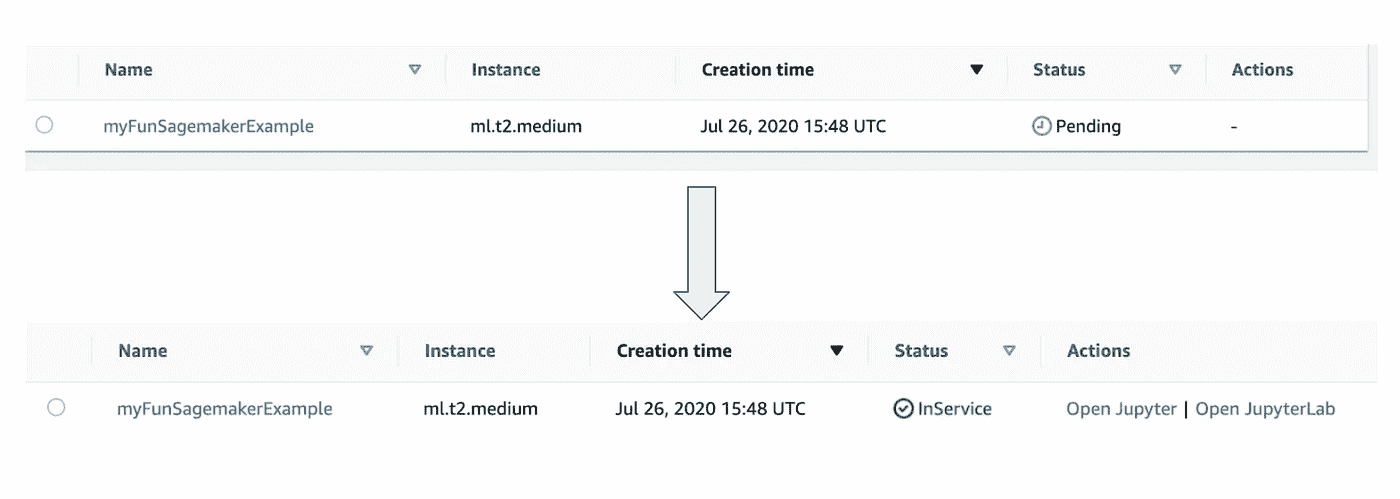 Name Instance Creation time Status Actions
myFunSagemakerExample ml.t2.medium Jul 26, 2020 15:48 UTC Pending -
Name Instance Creation time Status Actions
myFunSagemakerExample ml.t2.medium Jul 26, 2020 15:48 UTC InService Open Jupyter | Open JupyterLab